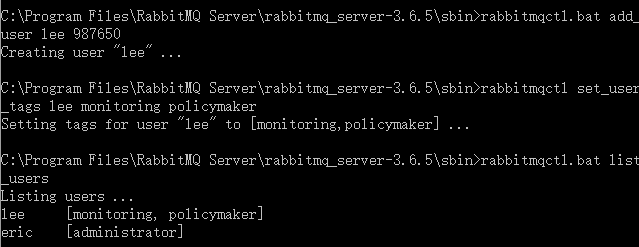 C:\Program Files\RabbitMQ Server\rabbitmq_server-3.6.5\sbin>rabbitmqctl.bat add_
user lee 987650
Creating user "lee" ...
C:\Program Files\RabbitMQ Server\rabbitmq_server-3.6.5\sbin>rabbitmqctl set_user
_tags lee monitoring policymaker
Setting tags for user "lee" to [monitoring,policymaker] ...
C:\Program Files\RabbitMQ Server\rabbitmq_server-3.6.5\sbin>rabbitmqctl.bat list
_users
Listing users ...
lee [monitoring, policymaker]
eric [administrator]